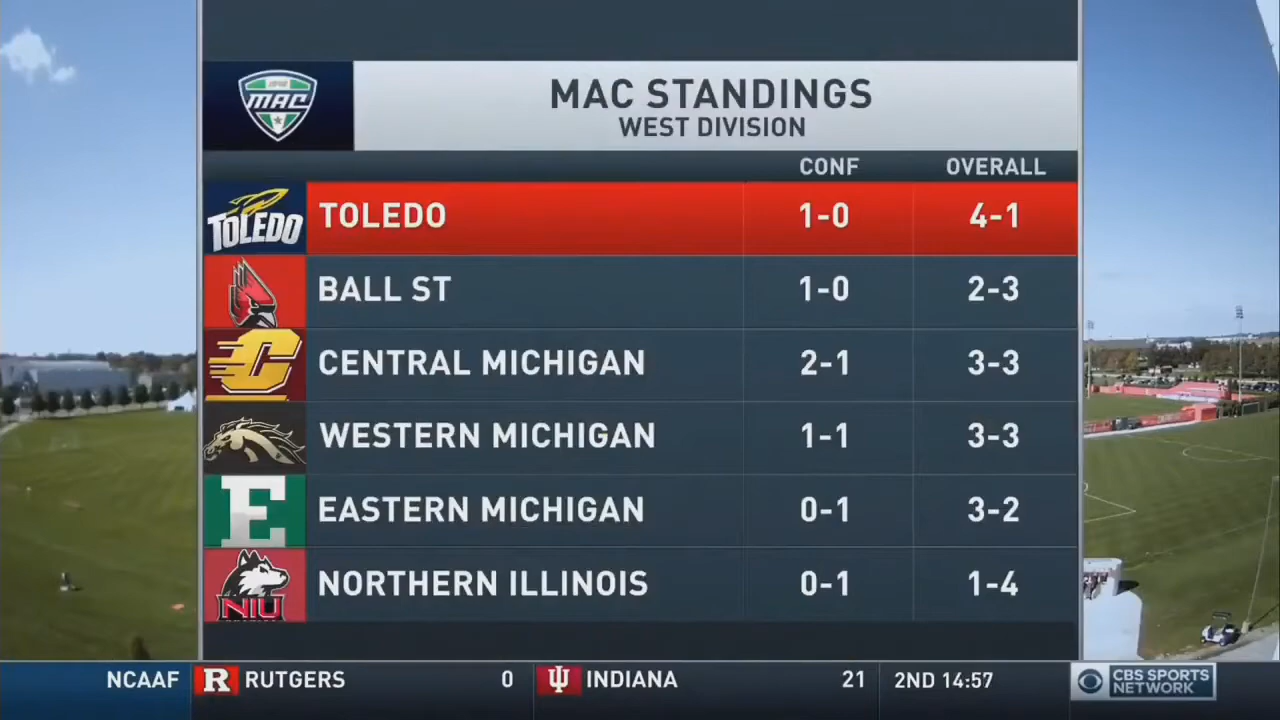 MAC
MAC STANDINGS
WEST DIVISION
CONF OVERALL
TOLEDO TOLEDO 1-0 4-1
BALL ST 1-0 2-3
C CENTRAL MICHIGAN 2-1 3-3
WESTERN MICHIGAN 1-1 3-3
E EASTERN MICHIGAN 0-1 3-2
NIU NORTHERN ILLINOIS 0-1 1-4
NCAAF R RUTGERS 0 IU INDIANA 21 2ND 14:57 CBS SPORTS NETWORK